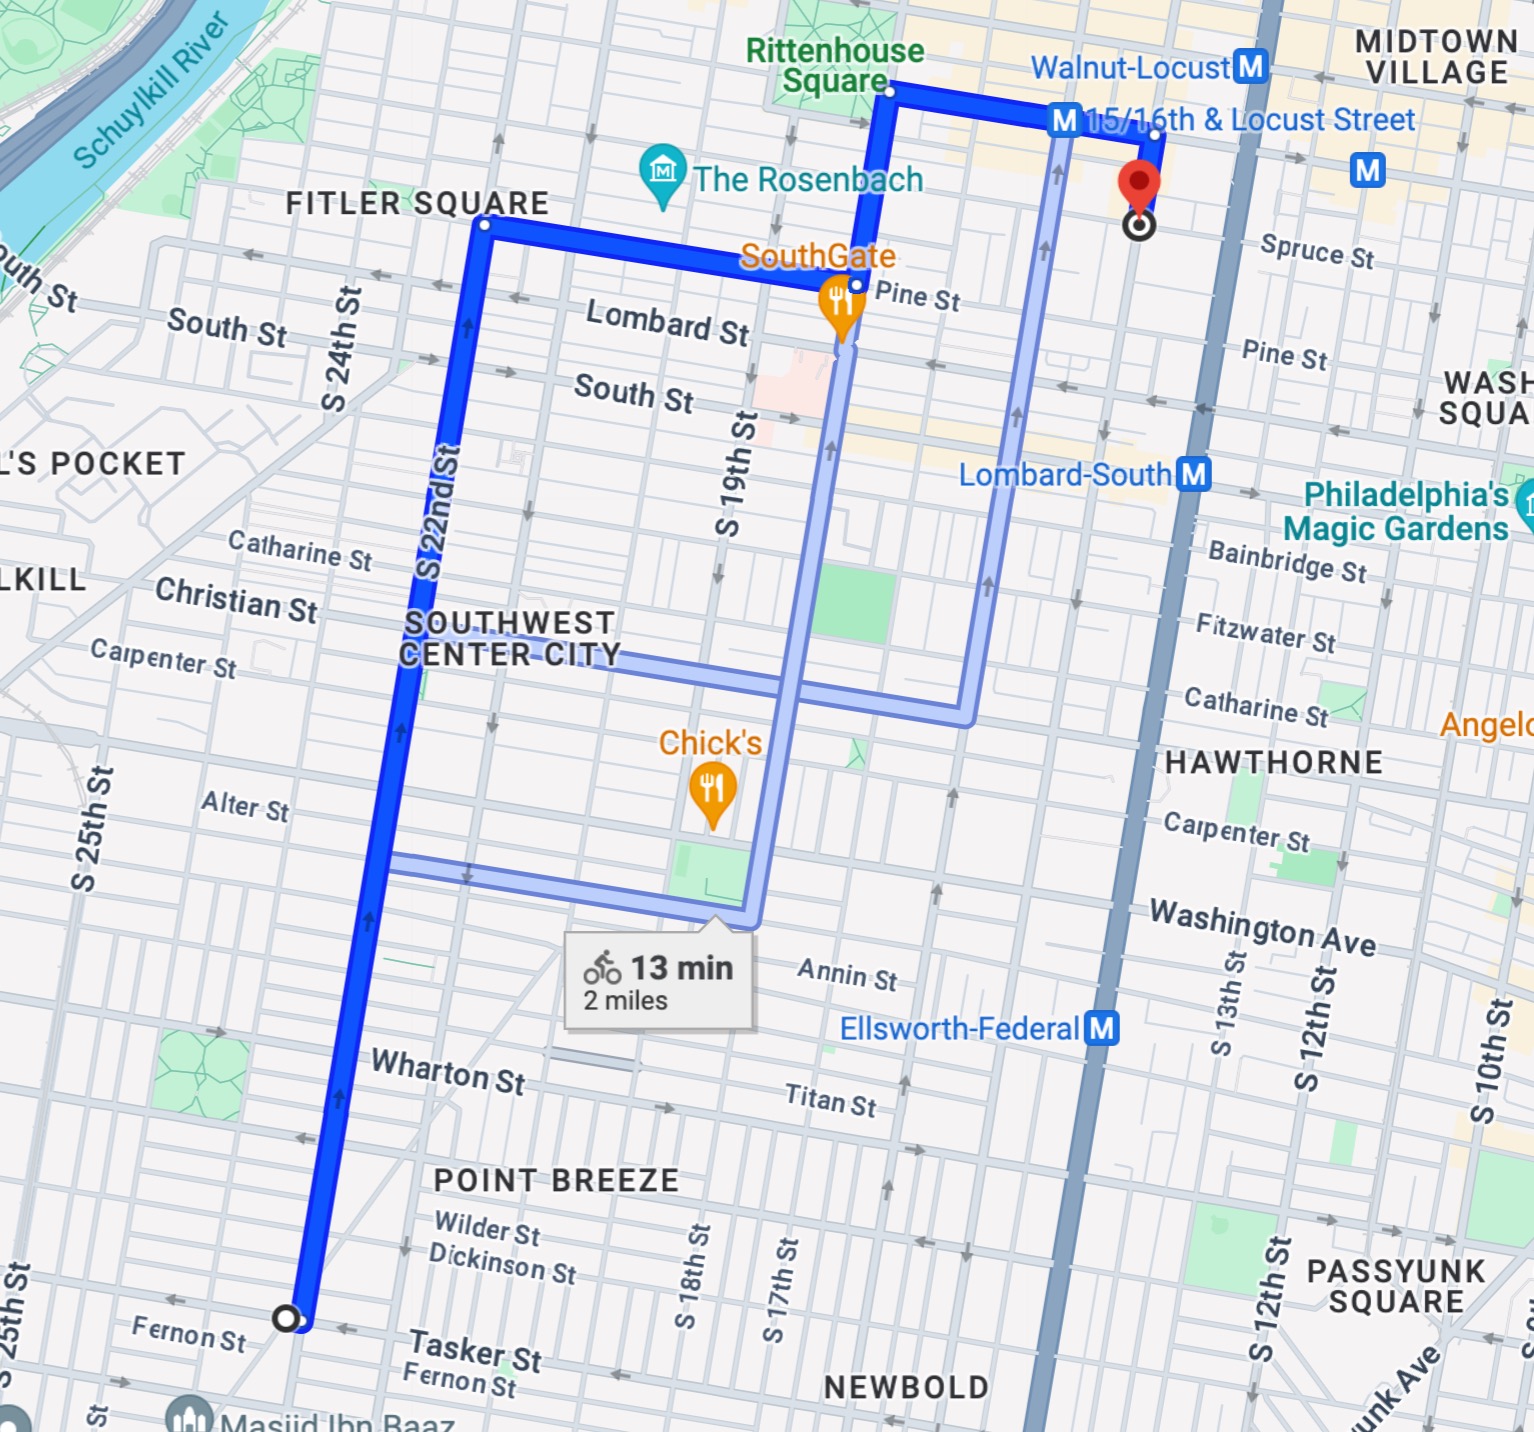 Rittenhouse
Square
Walnut-Locust
M
MIDTOWN
VILLAGE
Schuylkill River
M
15/16th & Locust Street
M
The Rosenbach
FITLER SQUARE
SouthGate
Spruce St
outh St
Pine St
Lombard St
South St
S 24th St
Pine St
South St
WASH
SQUA
S 19th St
L'S POCKET
S 22nd St
Lombard-South
M
Philadelphia's
Magic Gardens
Catharine St
Bainbridge St
LKILL
Christian St
SOUTHWEST
CENTER CITY
Fitzwater St
Carpenter St
Catharine St
Angelo
Chick's
HAWTHORNE
S 25th St
Alter St
Carpenter St
Washington Ave
13 min
2 miles
Annin St
S 13th St
S 12th St
Ellsworth-Federal
M
S 10th St
Wharton St
Titan St
POINT BREEZE
Wilder St
Dickinson St
S 18th St
S 17th St
S 12th St
PASSYUNK
SQUARE
S 25th St
Fernon St
Tasker St
Fernon St
NEWBOLD
yunk Ave
St
Masjid Ibn Baaz